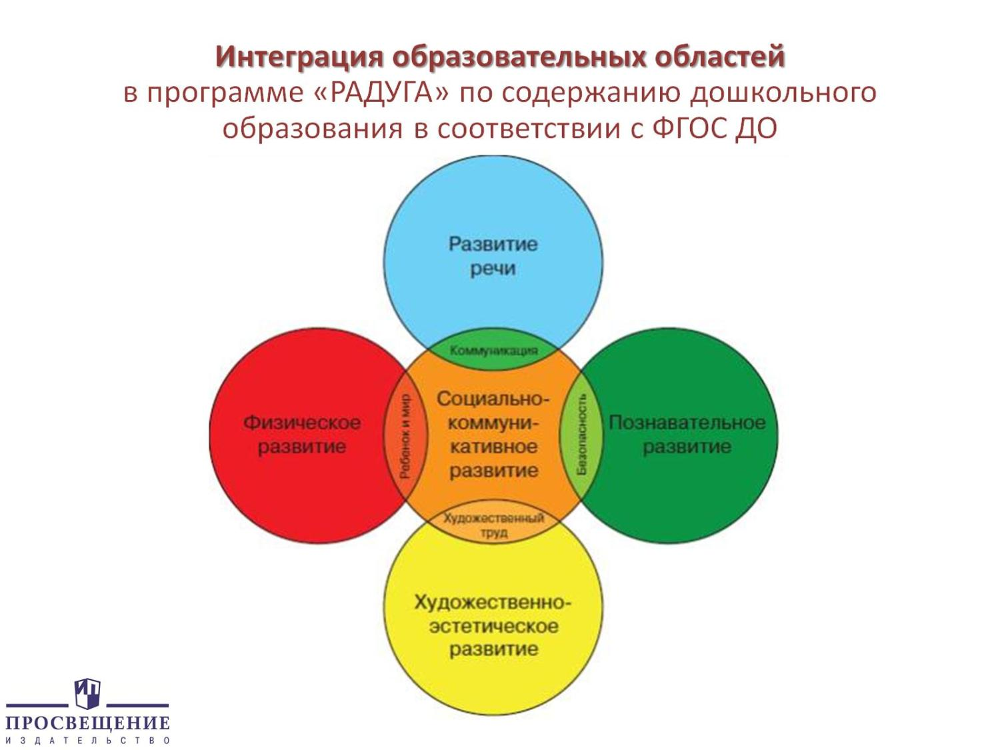 Интеграция образовательных областей
в программе «РАДУГА» по содержанию дошкольного
образования в соответствии с ФГОС ДО
Развитие
речи
Коммуникация
Физическое
развитие
Ребенок и мир
Социально-
коммуни-
кативное
развитие
Безопасность
Познавательное
развитие
Художественный
труд
Художественно-
эстетическое
развитие
ИП
ПРОСВЕЩЕНИЕ
ИЗДАТЕЛЬСТВО